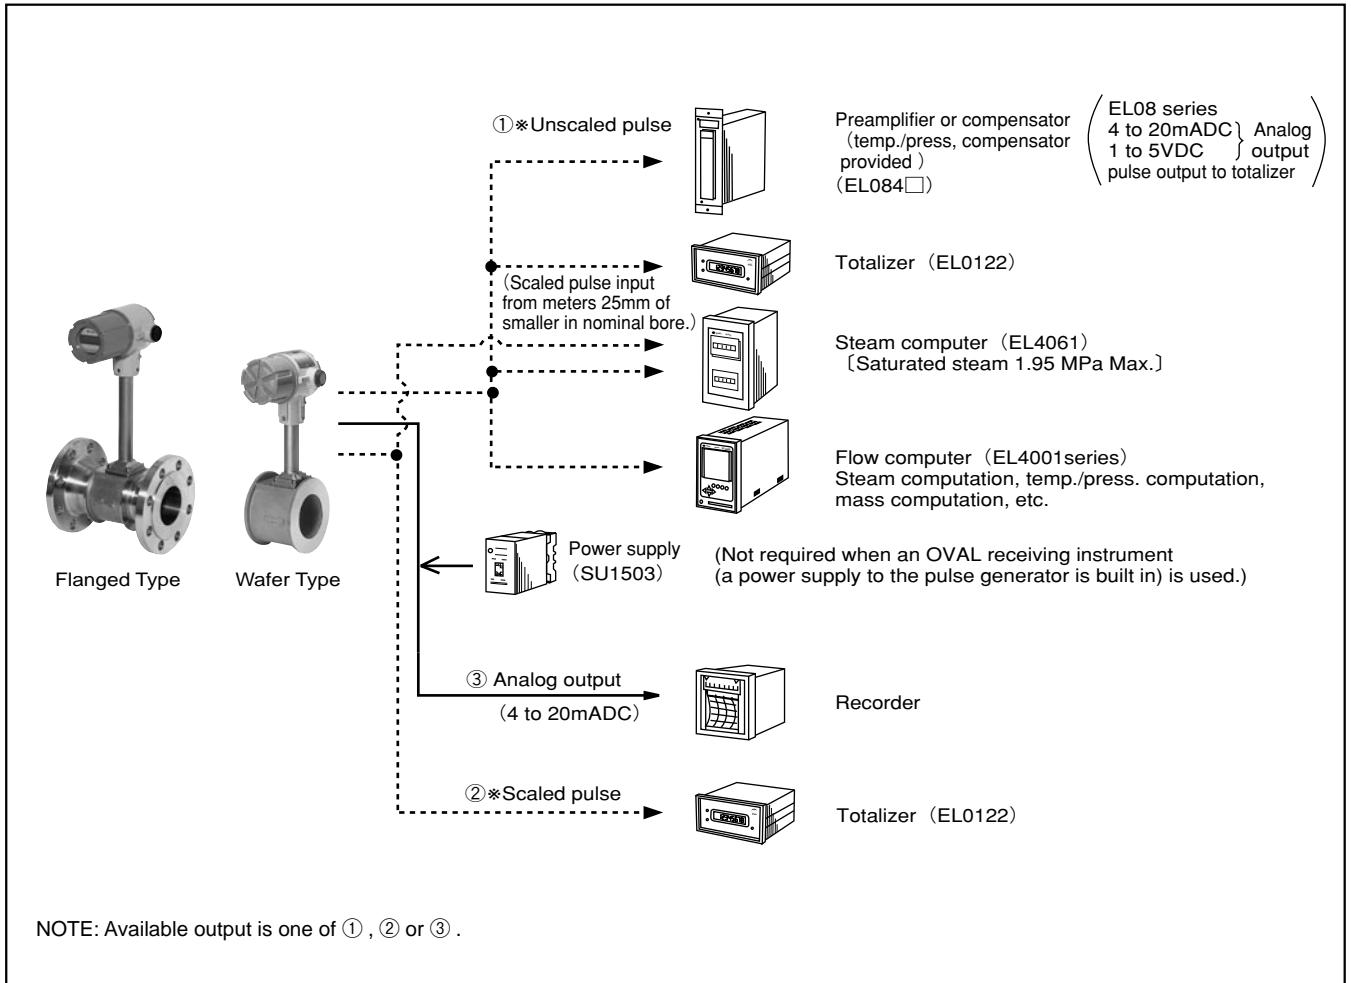 ①※Unscaled pulse
Preamplifier or compensator
（temp./press, compensator
provided ）
（EL084□）
EL08 series
4 to 20mADC
1 to 5VDC
Analog
output
pulse output to totalizer
Totalizer（EL0122）
（Scaled pulse input
from meters 25mm of
smaller in nominal bore.）
Steam computer（EL4061）
〔Saturated steam 1.95 MPa Max.〕
Flow computer（EL4001series）
Steam computation, temp./press. computation,
mass computation, etc.
Flanged Type
Wafer Type
Power supply
（SU1503）
(Not required when an OVAL receiving instrument
(a power supply to the pulse generator is built in) is used.)
③ Analog output
（4 to 20mADC）
Recorder
②※Scaled pulse
Totalizer（EL0122）
NOTE: Available output is one of ① , ② or ③ .